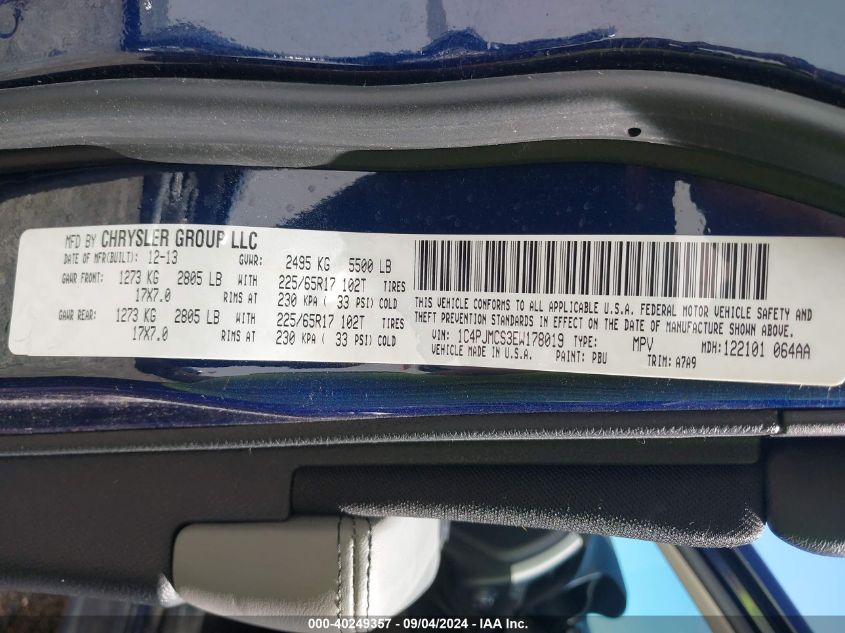 MFD BY CHRYSLER GROUP LLC
DATE OF MFR(BUILT): 12-13 GVWR: 2495 KG 5500 LB
GAWR FRONT: 1273 KG 2805 LB WITH 225/65R17 102T TIRES
17X7.0 RIMS AT 230 KPA ( 33 PSI) COLD
GAWR REAR: 1273 KG 2805 LB WITH 225/65R17 102T TIRES
17X7.0 RIMS AT 230 KPA ( 33 PSI) COLD
THIS VEHICLE CONFORMS TO ALL APPLICABLE U.S.A. FEDERAL MOTOR VEHICLE SAFETY AND
THEFT PREVENTION STANDARDS IN EFFECT ON THE DATE OF MANUFACTURE SHOWN ABOVE.
VIN: 1C4PJMCS3EW178019 TYPE: MPV MDH: 122101 064AA
VEHICLE MADE IN U.S.A. PAINT: PBU TRIM: A7A9
000-40249357 - 09/04/2024 - IAAI.com